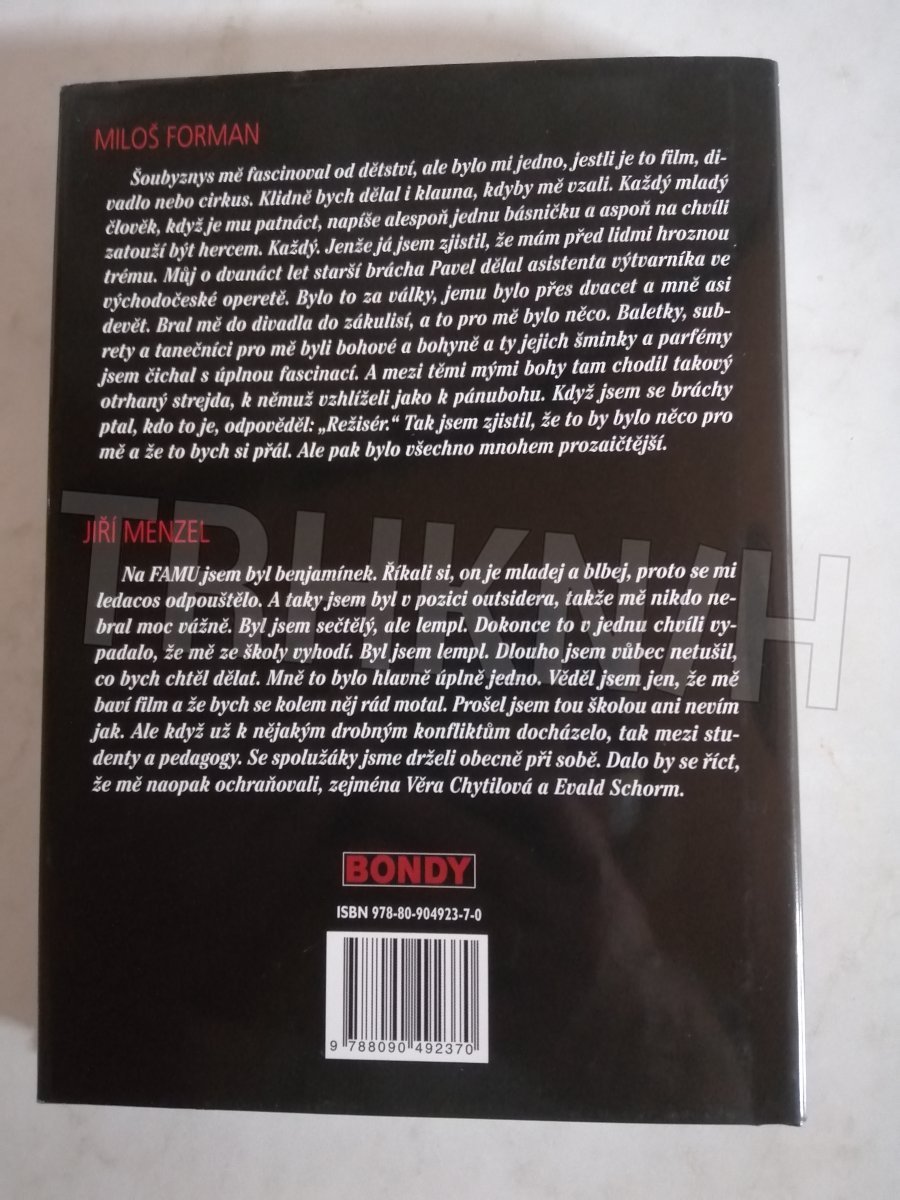 MILOŠ FORMAN
Šoubyznys mě fascinoval od dětství, ale bylo mi jedno, jestli je to film, di-
vadlo nebo cirkus. Klidně bych dělal i klauna, kdyby mě vzali. Každý mladý
člověk, když je mu patnáct, napíše alespoň jednu básničku a aspoň na chvíli
zatouží být hercem. Každý. Jenže já jsem zjistil, že mám před lidmi hroznou
trému. Můj o dvanáct let starší brácha Pavel dělal asistenta výtvarníka ve
východočeské operetě. Bylo to za války, jemu bylo přes dvacet a mně asi
devět. Bral mě do divadla do zákulisí, a to pro mě bylo něco. Baletky, sub-
rety a tanečníci pro mě byli bohové a bohyně a ty jejich šminky a parfémy
jsem čichal s úplnou fascinací. A mezi těmi mými bohy tam chodil takový
otrhaný strejda, k němuž vzhlíželi jako k pánubohu. Když jsem se bráchy
ptal, kdo to je, odpověděl: „Režisér.“ Tak jsem zjistil, že to by bylo něco pro
mě a že to bych si přál. Ale pak bylo všechno mnohem prozaičtější.
TRHKNIH
JIŘÍ MENZEL
Na FAMU jsem byl benjamínek. Říkali si, on je mladej a blbej, proto se mi
ledacos odpouštělo. A taky jsem byl v pozici outsidera, takže mě nikdo ne-
bral moc vážně. Byl jsem sečtělý, ale lempl. Dokonce to v jednu chvíli vy-
padalo, že mě ze školy vyhodí. Byl jsem lempl. Dlouho jsem vůbec netušil,
co bych chtěl dělat. Mně to bylo hlavně úplně jedno. Věděl jsem jen, že mě
baví film a že bych se kolem něj rád motal. Prošel jsem tou školou ani nevím
jak. Ale když už k nějakým drobným konfliktům docházelo, tak mezi stu-
denty a pedagogy. Se spolužáky jsme drželi obecně při sobě. Dalo by se říct,
že mě naopak ochraňovali, zejména Věra Chytilová a Evald Schorm.
BONDY
ISBN 978-80-904923-7-0
9 788090 492370